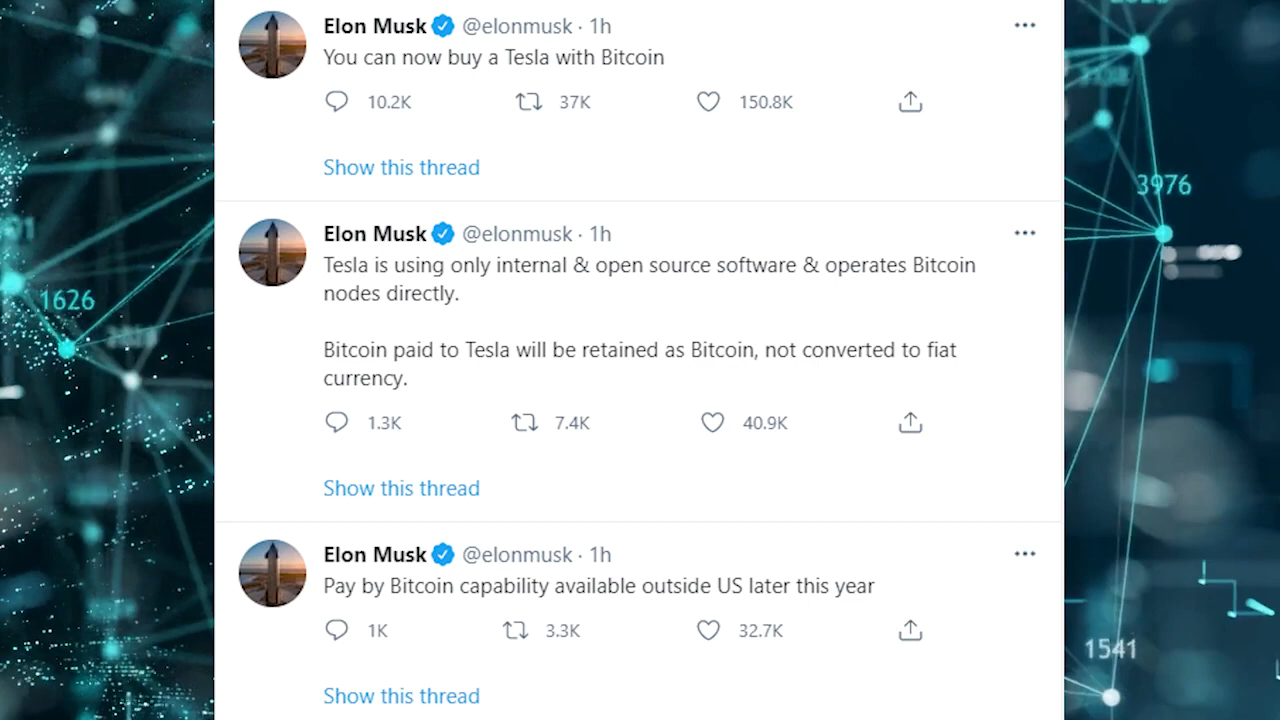 Elon Musk @elonmusk · 1h
You can now buy a Tesla with Bitcoin
10.2K 37K 150.8K
Show this thread
Elon Musk @elonmusk · 1h
Tesla is using only internal & open source software & operates Bitcoin
nodes directly.
Bitcoin paid to Tesla will be retained as Bitcoin, not converted to fiat
currency.
1.3K 7.4K 40.9K
Show this thread
Elon Musk @elonmusk · 1h
Pay by Bitcoin capability available outside US later this year
1K 3.3K 32.7K
Show this thread
1626
3976
1541